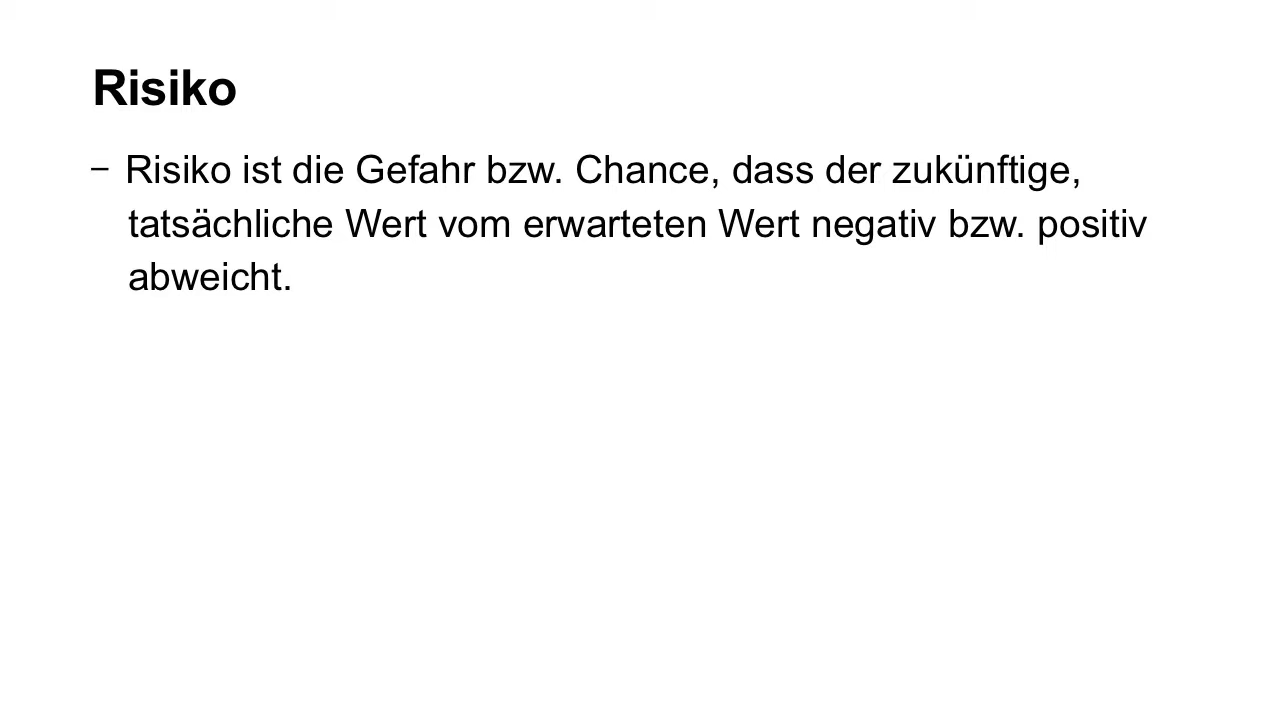 Risiko
– Risiko ist die Gefahr bzw. Chance, dass der zukünftige,
tatsächliche Wert vom erwarteten Wert negativ bzw. positiv
abweicht.